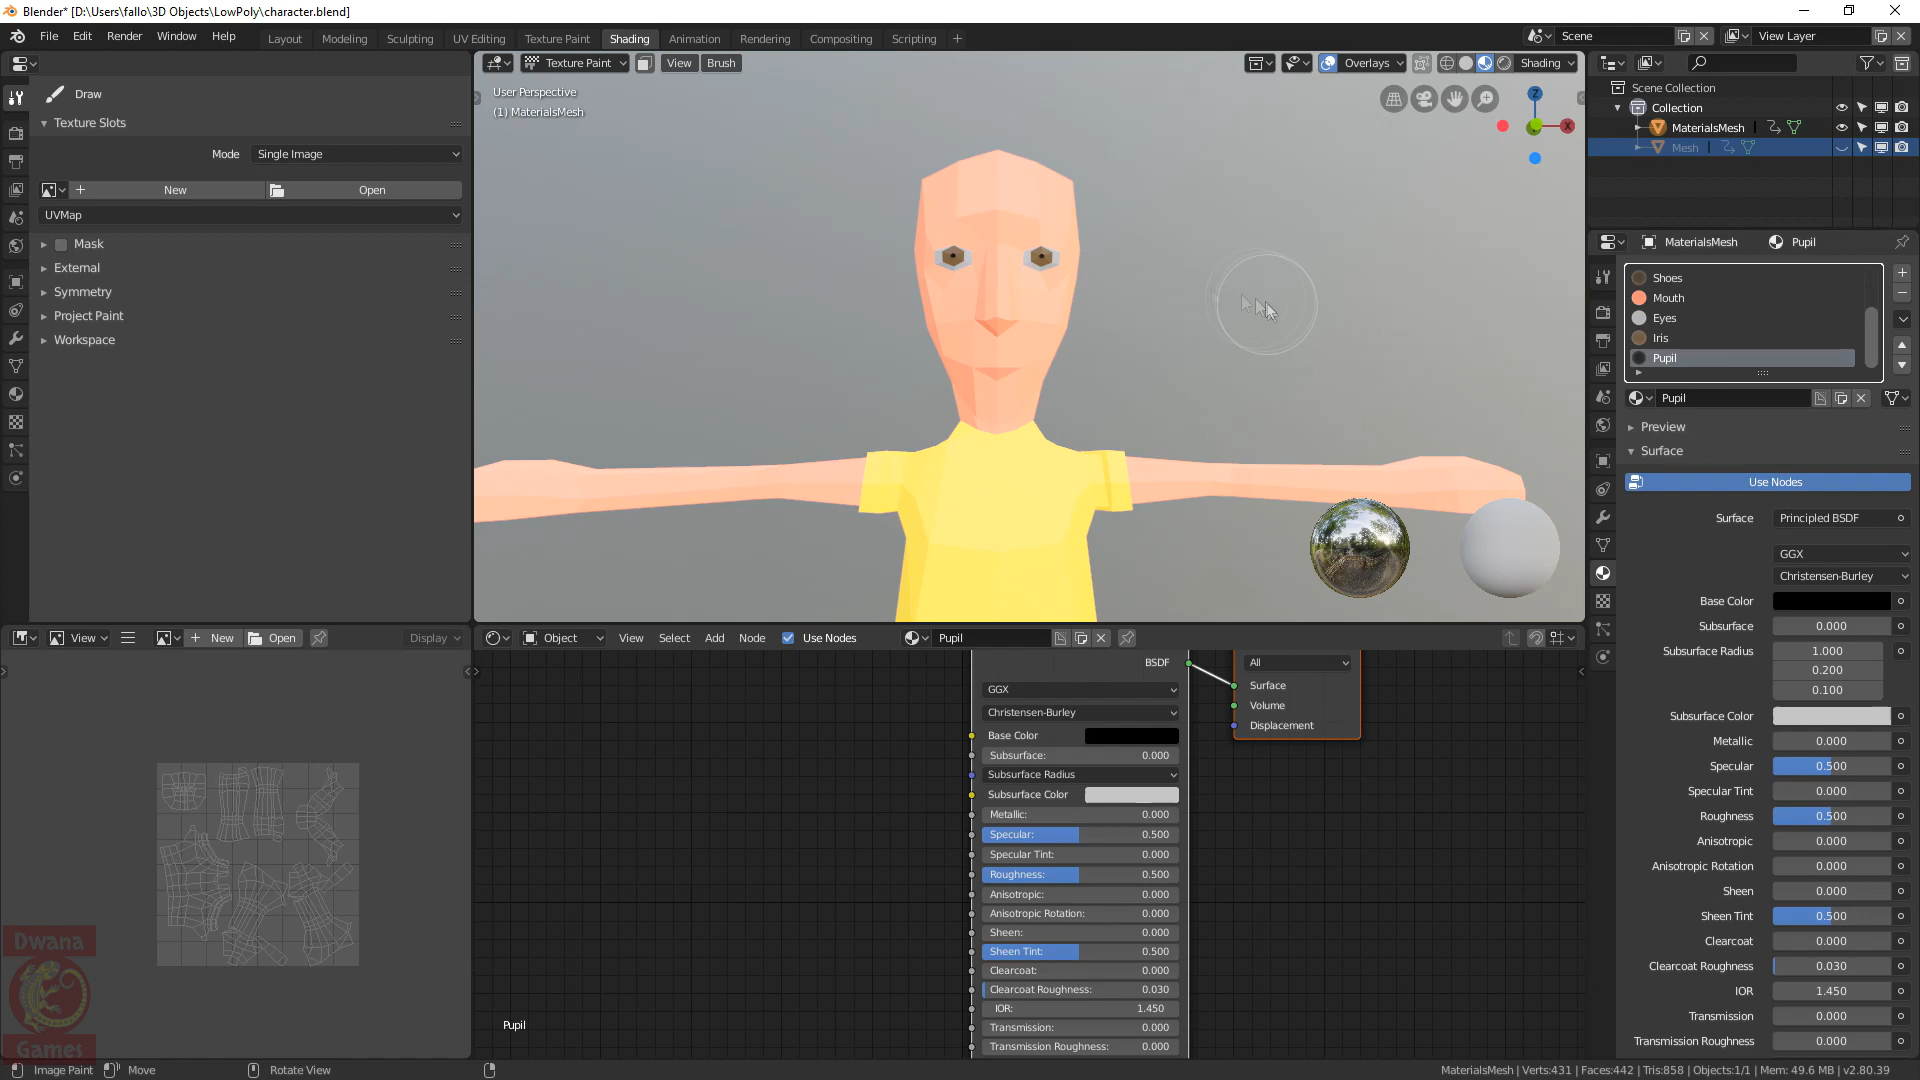 Blender* [D:\Users\fallo\3D Objects\LowPoly\character.blend]
File Edit Render Window Help
Layout Modeling Sculpting UV Editing Texture Paint Shading Animation Rendering Compositing Scripting +
Scene
View Layer
Draw
Texture Slots
Mode Single Image
+ New Open
UVMap
Mask
External
Symmetry
Project Paint
Workspace
Texture Paint View Brush
Overlays Shading
User Perspective
(1) MaterialsMesh
Z
X
Scene Collection
Collection
MaterialsMesh
Mesh
MaterialsMesh Pupil
Shoes
Mouth
Eyes
Iris
Pupil
Pupil
Preview
Surface
Use Nodes
Surface Principled BSDF
GGX
Christensen-Burley
Base Color
Subsurface 0.000
Subsurface Radius 1.000
0.200
0.100
Subsurface Color
Metallic 0.000
Specular 0.500
Specular Tint 0.000
Roughness 0.500
Anisotropic 0.000
Anisotropic Rotation 0.000
Sheen 0.000
Sheen Tint 0.500
Clearcoat 0.000
Clearcoat Roughness 0.030
IOR 1.450
Transmission 0.000
Transmission Roughness 0.000
View + New Open Display
Object View Select Add Node Use Nodes Pupil
BSDF
GGX
Christensen-Burley
Base Color
Subsurface: 0.000
Subsurface Radius
Subsurface Color
Metallic: 0.000
Specular: 0.500
Specular Tint: 0.000
Roughness: 0.500
Anisotropic: 0.000
Anisotropic Rotation: 0.000
Sheen: 0.000
Sheen Tint: 0.500
Clearcoat: 0.000
Clearcoat Roughness: 0.030
IOR: 1.450
Transmission: 0.000
Transmission Roughness: 0.000
All
Surface
Volume
Displacement
Pupil
Dwana
Games
Image Paint Move Rotate View
MaterialsMesh | Verts:431 | Faces:442 | Tris:858 | Objects:1/1 | Mem: 49.6 MB | v2.80.39